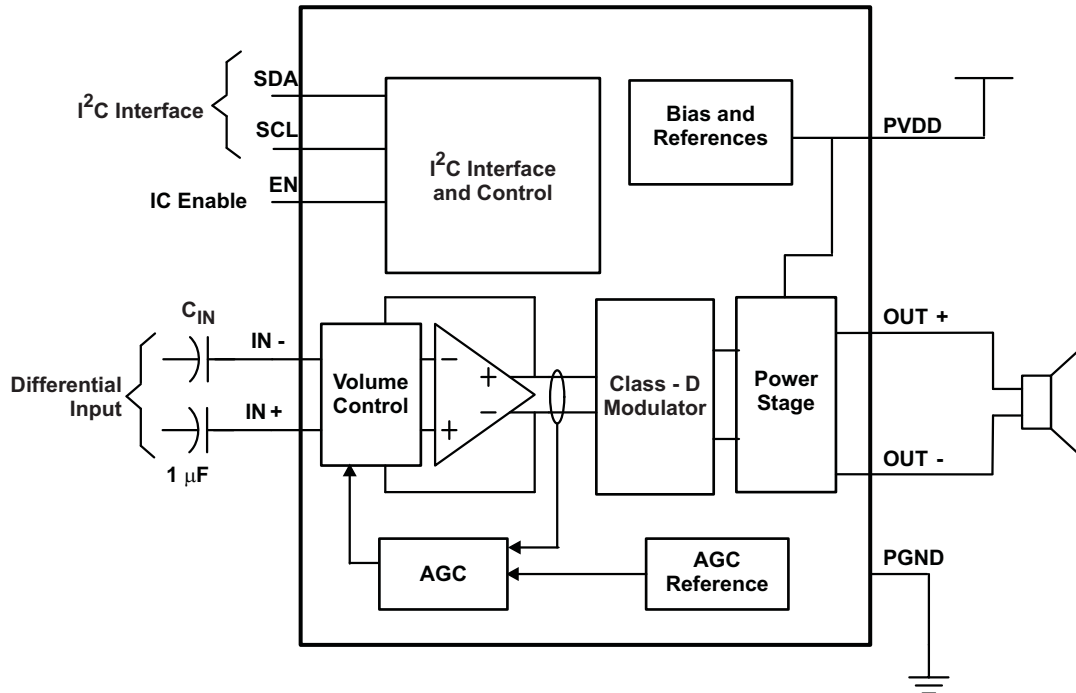 SDA
I²C Interface
SCL
EN
IC Enable
I²C Interface
and Control
Bias and
References
PVDD
C_IN
IN -
Differential
Input
IN +
1 μF
Volume
Control
−
+
+
−
Class - D
Modulator
Power
Stage
OUT +
OUT -
AGC
AGC
Reference
PGND